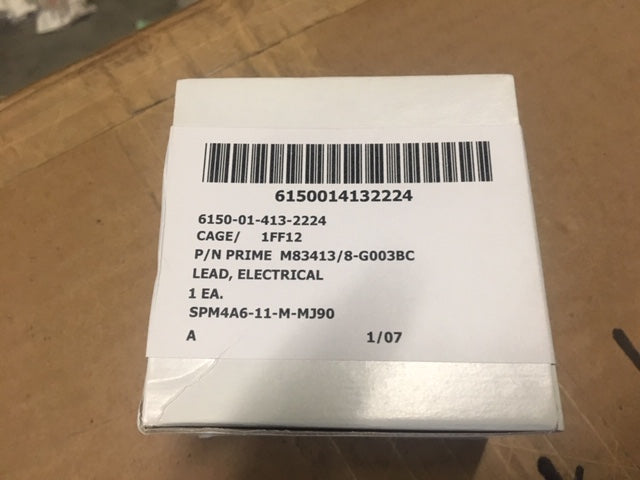 6150014132224
6150-01-413-2224
CAGE/ 1FF12
P/N PRIME M83413/8-G003BC
LEAD, ELECTRICAL
1 EA.
SPM4A6-11-M-MJ90
A 1/07